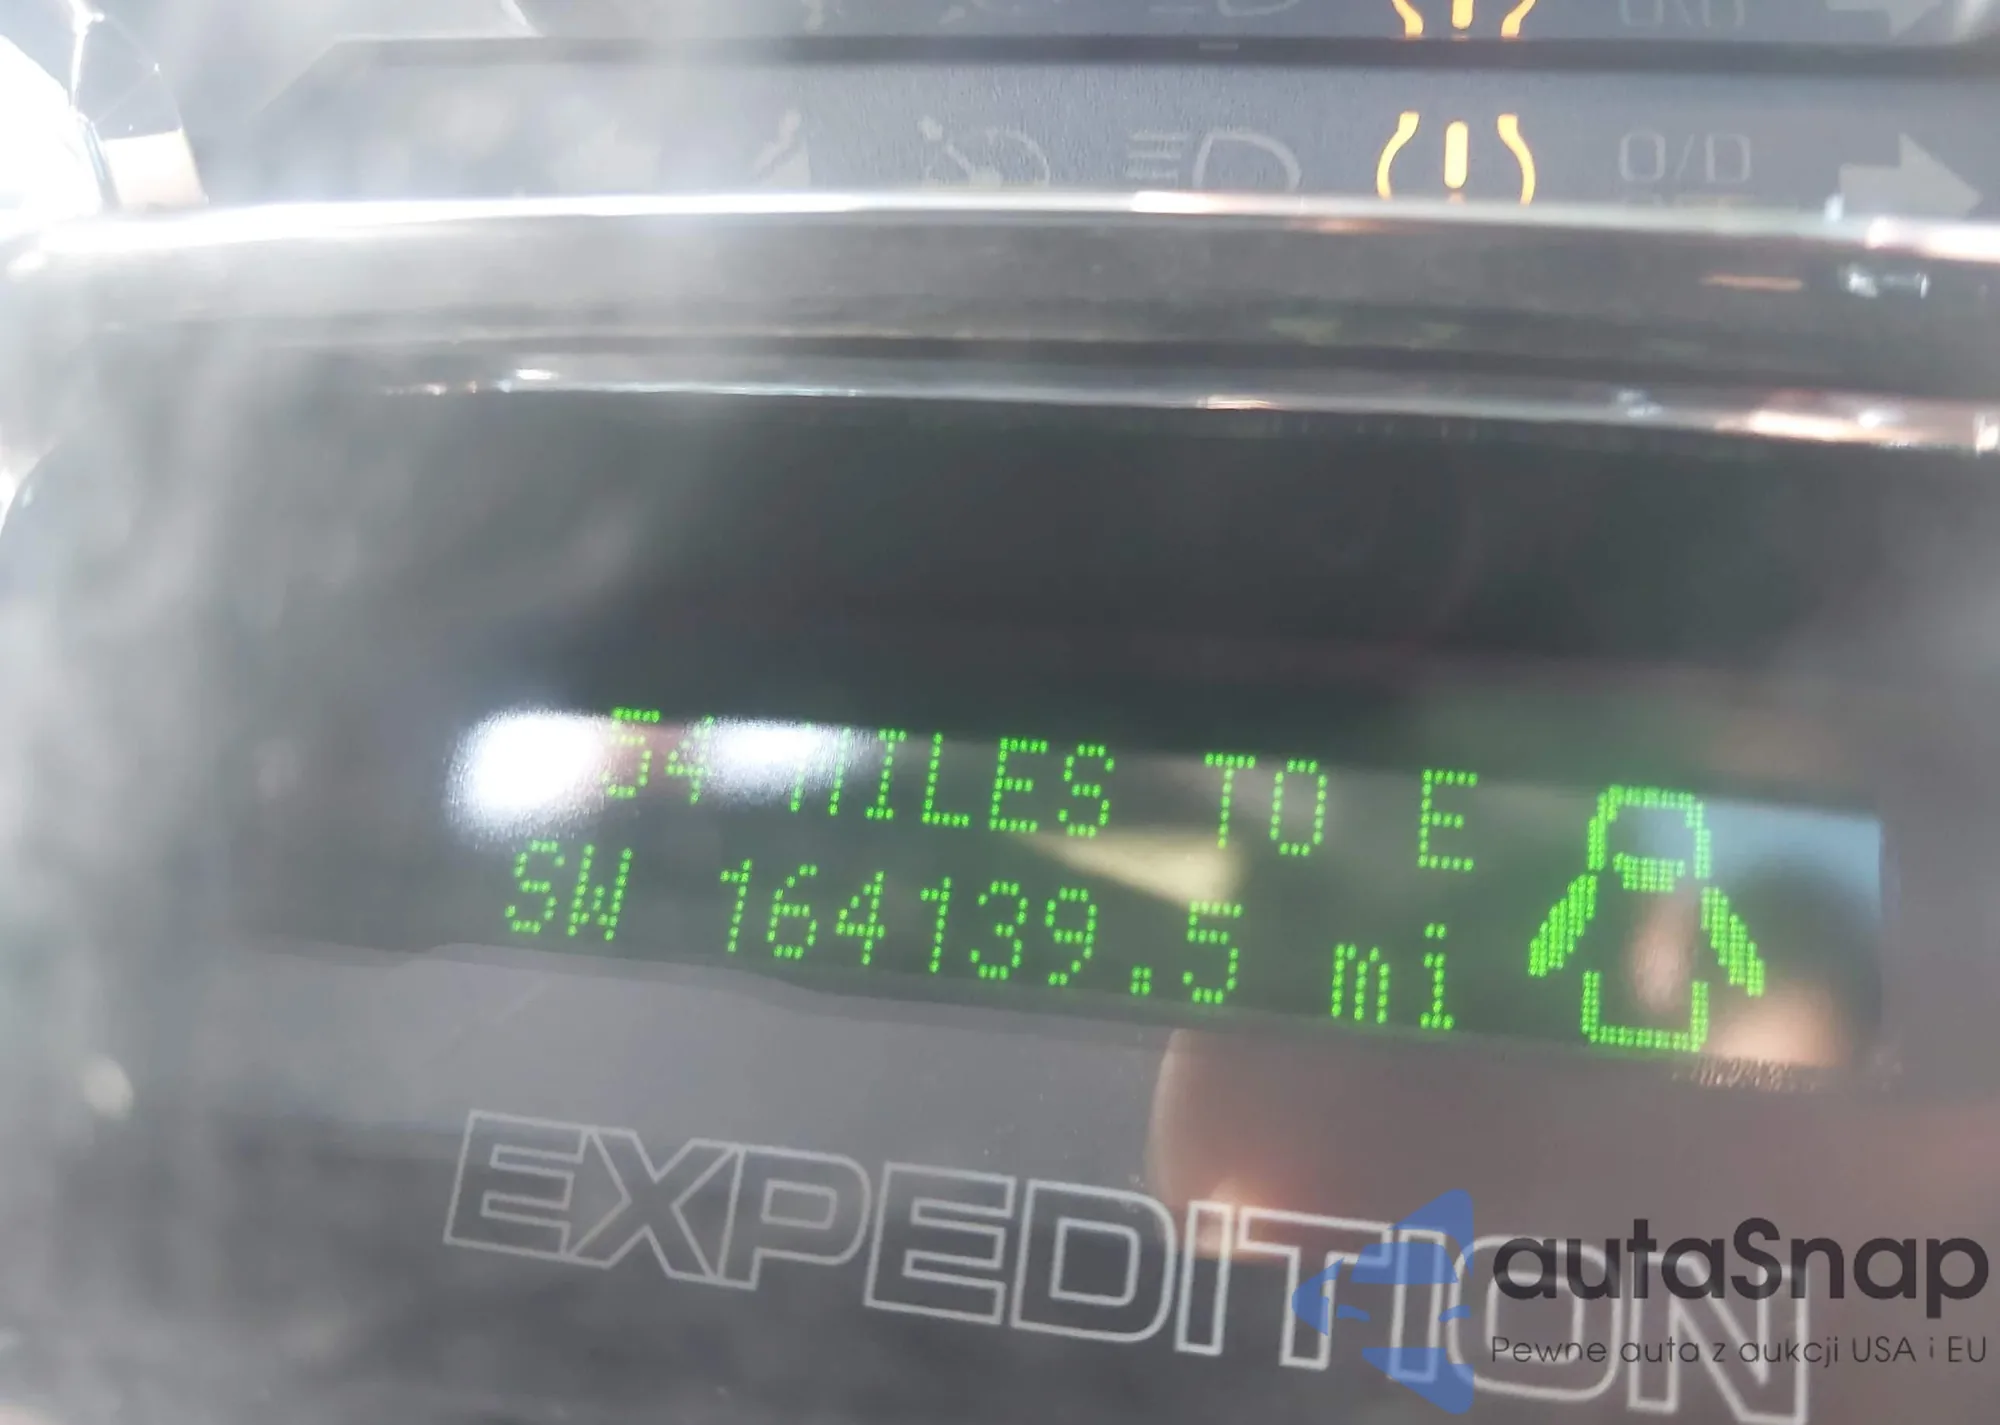 O/D
54 MILES TO E
SW 164139.5 mi
EXPEDITION
autaSnap
Pewne auta z aukcji USA i EU